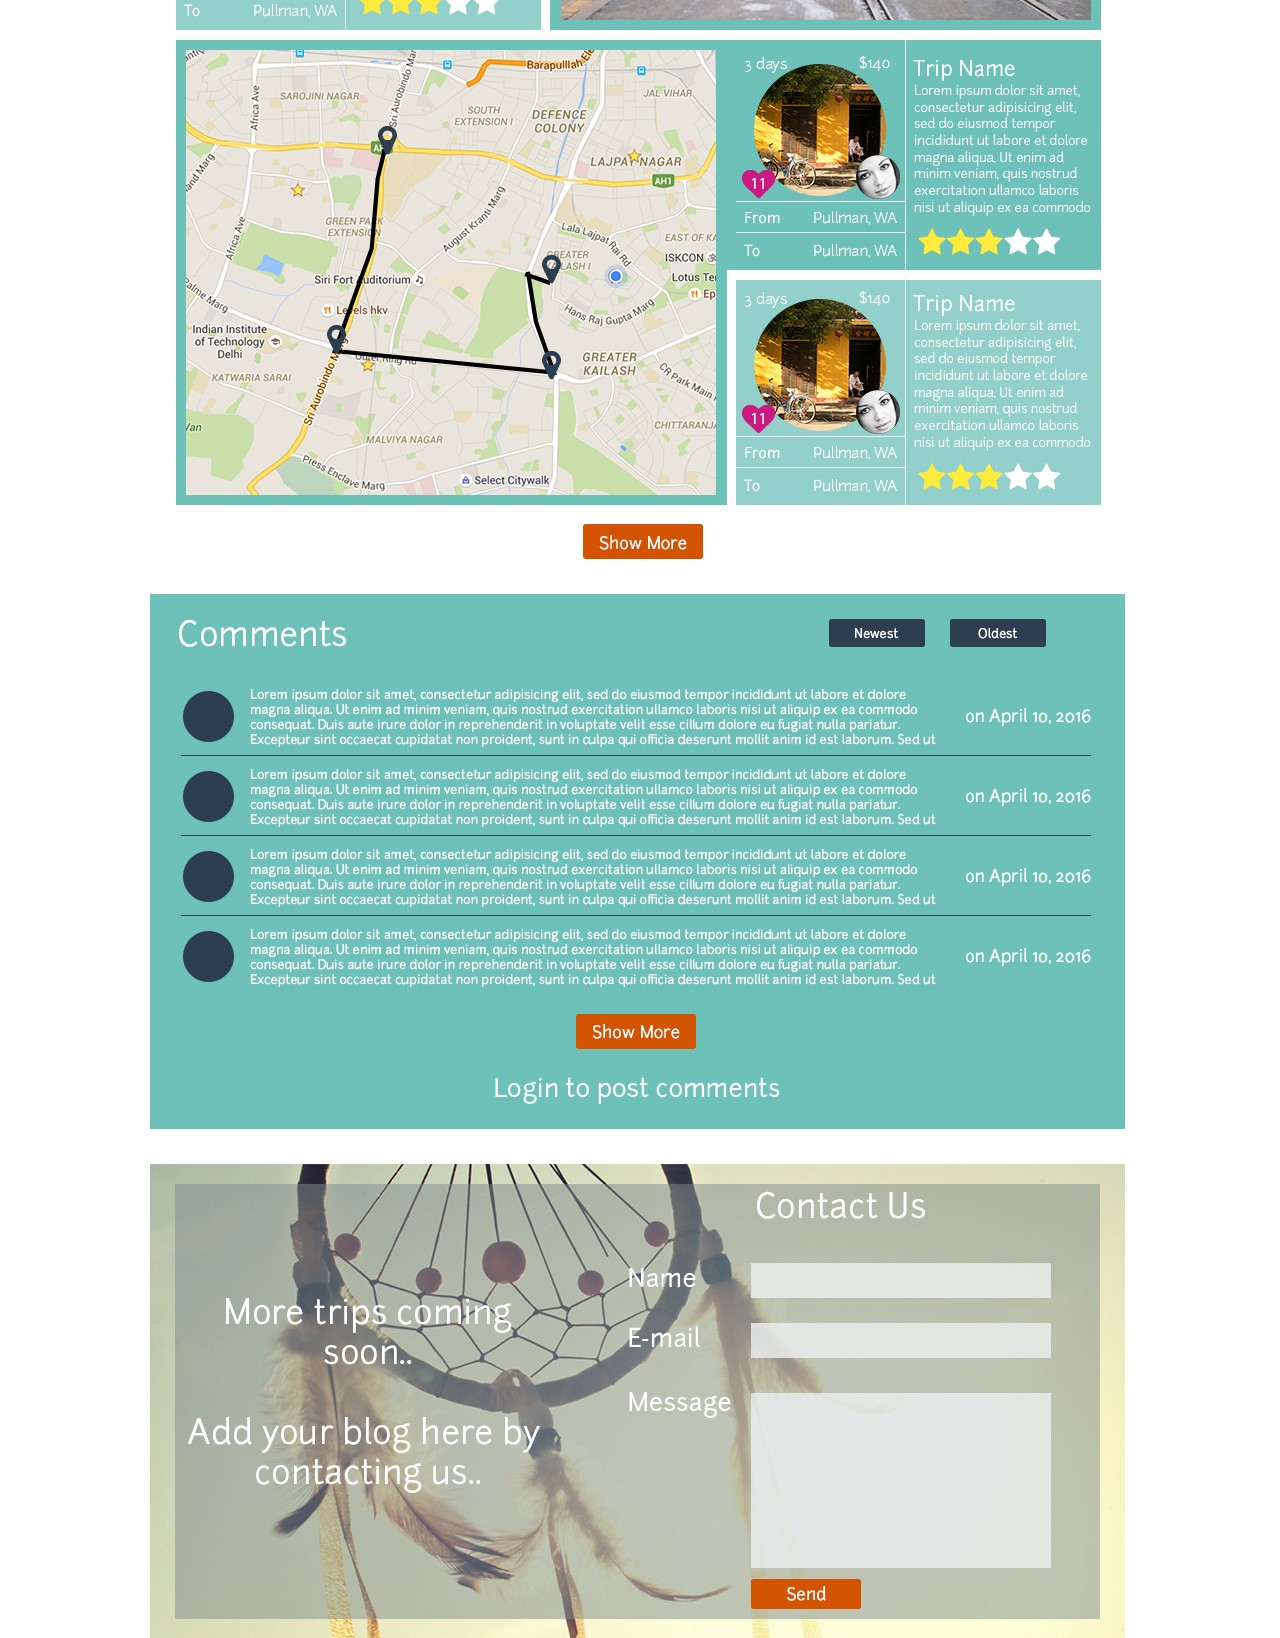 To Pullman, WA
Barapulllah Ele
Africa Ave
Sri Aurobindo Mar
SAROJINI NAGAR
SOUTH
EXTENSION I
DEFENCE
COLONY
JAL VIHAR
LAJPAT NAGAR
AH1
and Marg
Africa Ave
GREEN PARK
EXTENSION
August Kranti Marg
Lala Lajpat Rai Rd
EAST OF KA
ISKCON
Lotus Te
Ep
GREATER
KAILASH I
Siri Fort Auditorium
Palme Marg
Levels hkv
Hans Raj Gupta Marg
Indian Institute
of Technology
Delhi
Outer Ring Rd
GREATER
KAILASH
KATWARIA SARAI
Sri Aurobindo Marg
CR Park Main
CHITTARANJA
MALVIYA NAGAR
Press Enclave Marg
Select Citywalk
3 days $140
11
From Pullman, WA
To Pullman, WA
Trip Name
Lorem ipsum dolor sit amet,
consectetur adipisicing elit,
sed do eiusmod tempor
incididunt ut labore et dolore
magna aliqua. Ut enim ad
minim veniam, quis nostrud
exercitation ullamco laboris
nisi ut aliquip ex ea commodo
3 days $140
11
From Pullman, WA
To Pullman, WA
Trip Name
Lorem ipsum dolor sit amet,
consectetur adipisicing elit,
sed do eiusmod tempor
incididunt ut labore et dolore
magna aliqua. Ut enim ad
minim veniam, quis nostrud
exercitation ullamco laboris
nisi ut aliquip ex ea commodo
Show More
Comments
Newest
Oldest
Lorem ipsum dolor sit amet, consectetur adipisicing elit, sed do eiusmod tempor incididunt ut labore et dolore
magna aliqua. Ut enim ad minim veniam, quis nostrud exercitation ullamco laboris nisi ut aliquip ex ea commodo
consequat. Duis aute irure dolor in reprehenderit in voluptate velit esse cillum dolore eu fugiat nulla pariatur.
Excepteur sint occaecat cupidatat non proident, sunt in culpa qui officia deserunt mollit anim id est laborum. Sed ut
on April 10, 2016
Lorem ipsum dolor sit amet, consectetur adipisicing elit, sed do eiusmod tempor incididunt ut labore et dolore
magna aliqua. Ut enim ad minim veniam, quis nostrud exercitation ullamco laboris nisi ut aliquip ex ea commodo
consequat. Duis aute irure dolor in reprehenderit in voluptate velit esse cillum dolore eu fugiat nulla pariatur.
Excepteur sint occaecat cupidatat non proident, sunt in culpa qui officia deserunt mollit anim id est laborum. Sed ut
on April 10, 2016
Lorem ipsum dolor sit amet, consectetur adipisicing elit, sed do eiusmod tempor incididunt ut labore et dolore
magna aliqua. Ut enim ad minim veniam, quis nostrud exercitation ullamco laboris nisi ut aliquip ex ea commodo
consequat. Duis aute irure dolor in reprehenderit in voluptate velit esse cillum dolore eu fugiat nulla pariatur.
Excepteur sint occaecat cupidatat non proident, sunt in culpa qui officia deserunt mollit anim id est laborum. Sed ut
on April 10, 2016
Lorem ipsum dolor sit amet, consectetur adipisicing elit, sed do eiusmod tempor incididunt ut labore et dolore
magna aliqua. Ut enim ad minim veniam, quis nostrud exercitation ullamco laboris nisi ut aliquip ex ea commodo
consequat. Duis aute irure dolor in reprehenderit in voluptate velit esse cillum dolore eu fugiat nulla pariatur.
Excepteur sint occaecat cupidatat non proident, sunt in culpa qui officia deserunt mollit anim id est laborum. Sed ut
on April 10, 2016
Show More
Login to post comments
Contact Us
More trips coming
soon..
Add your blog here by
contacting us..
Name
E-mail
Message
Send